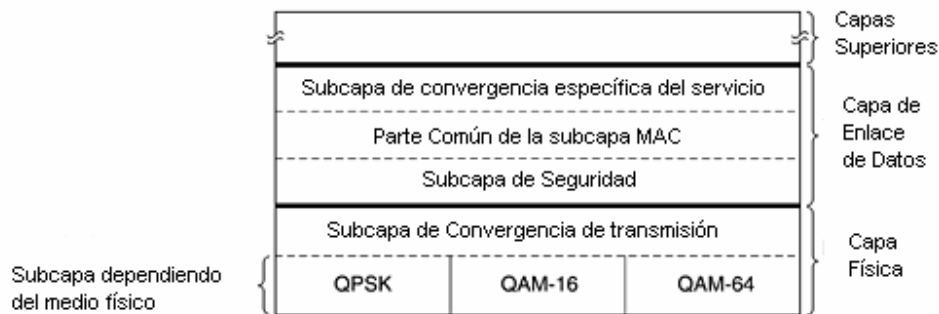 Capas
Superiores
Subcapa de convergencia específica del servicio
Parte Común de la subcapa MAC
Subcapa de Seguridad
Capa de
Enlace
de Datos
Subcapa de Convergencia de transmisión
Capa
Física
Subcapa dependiendo
del medio físico
QPSK
QAM-16
QAM-64